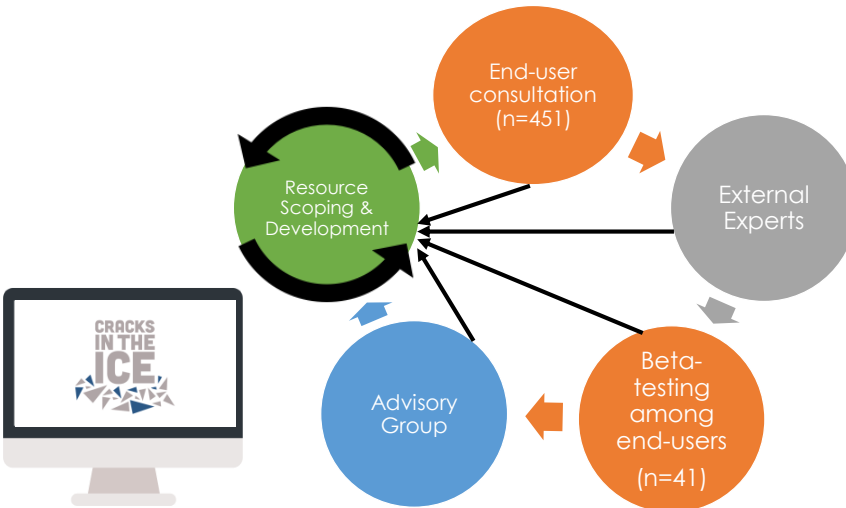 End-user
consultation
(n=451)
Resource
Scoping &
Development
External
Experts
CRACKS
IN THE
ICE
Advisory
Group
Beta-
testing
among
end-users
(n=41)